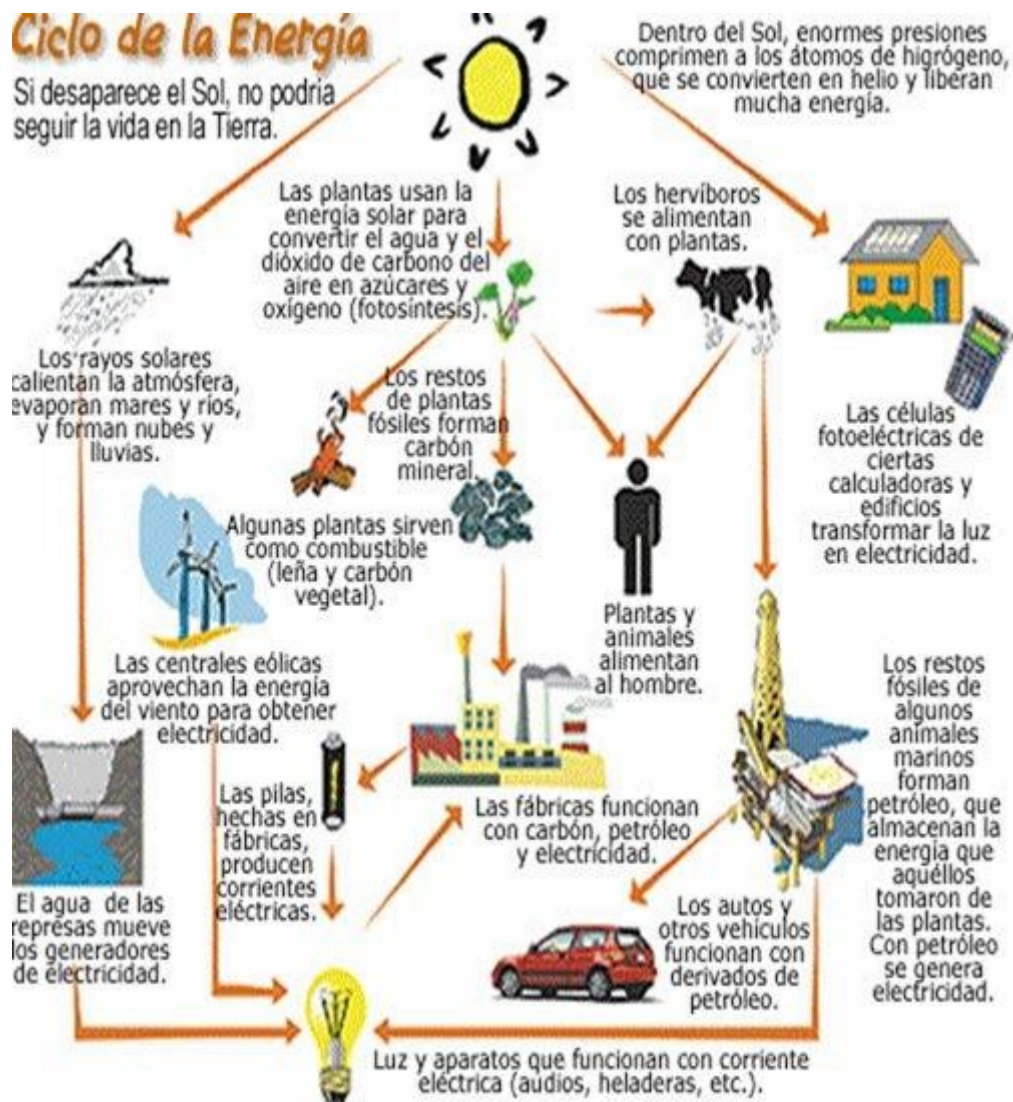 Ciclo de la Energía
Si desaparece el Sol, no podria
seguir la vida en la Tierra.
Dentro del Sol, enormes presiones
comprimen a los átomos de higrógeno,
que se convierten en helio y liberan
mucha energía.
Las plantas usan la
energía solar para
convertir el agua y el
dióxido de carbono del
aire en azúcares y
oxígeno (fotosíntesis).
Los hervíboros
se alimentan
con plantas.
Los rayos solares
calientan la atmósfera,
evaporan mares y ríos,
y forman nubes y
lluvias.
Los restos
de plantas
fósiles forman
carbón
mineral.
Las células
fotoeléctricas de
ciertas
calculadoras y
edificios
transformar la luz
en electricidad.
Algunas plantas sirven
como combustible
(leña y carbón
vegetal).
Plantas y
animales
alimentan
al hombre.
Las centrales eólicas
aprovechan la energía
del viento para obtener
electricidad.
Los restos
fósiles de
algunos
animales
marinos
forman
petróleo, que
almacenan la
energía que
aquéllos
tomaron de
las plantas.
Con petróleo
se genera
electricidad.
Las pilas,
hechas en
fábricas,
producen
corrientes
eléctricas.
Las fábricas funcionan
con carbón, petróleo
y electricidad.
El agua de las
represas mueve
los generadores
de electricidad.
Los autos y
otros vehículos
funcionan con
derivados de
petróleo.
Luz y aparatos que funcionan con corriente
eléctrica (audios, heladeras, etc.).